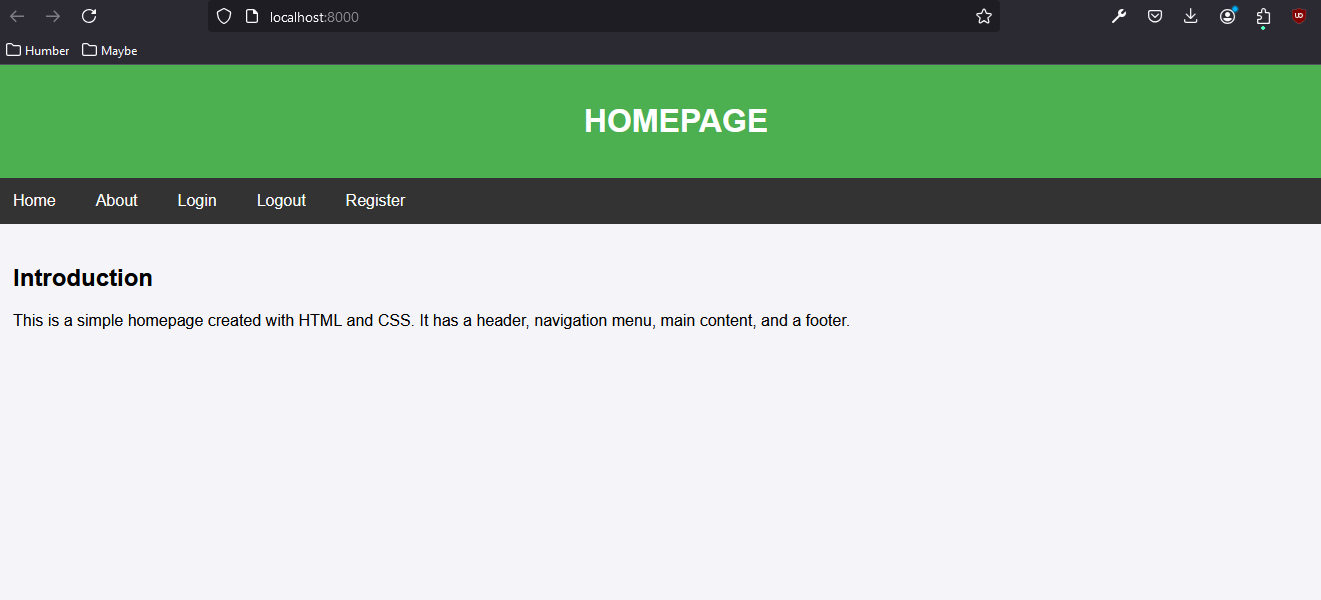 localhost:8000
UD
Humber Maybe
HOMEPAGE
Home About Login Logout Register
Introduction
This is a simple homepage created with HTML and CSS. It has a header, navigation menu, main content, and a footer.